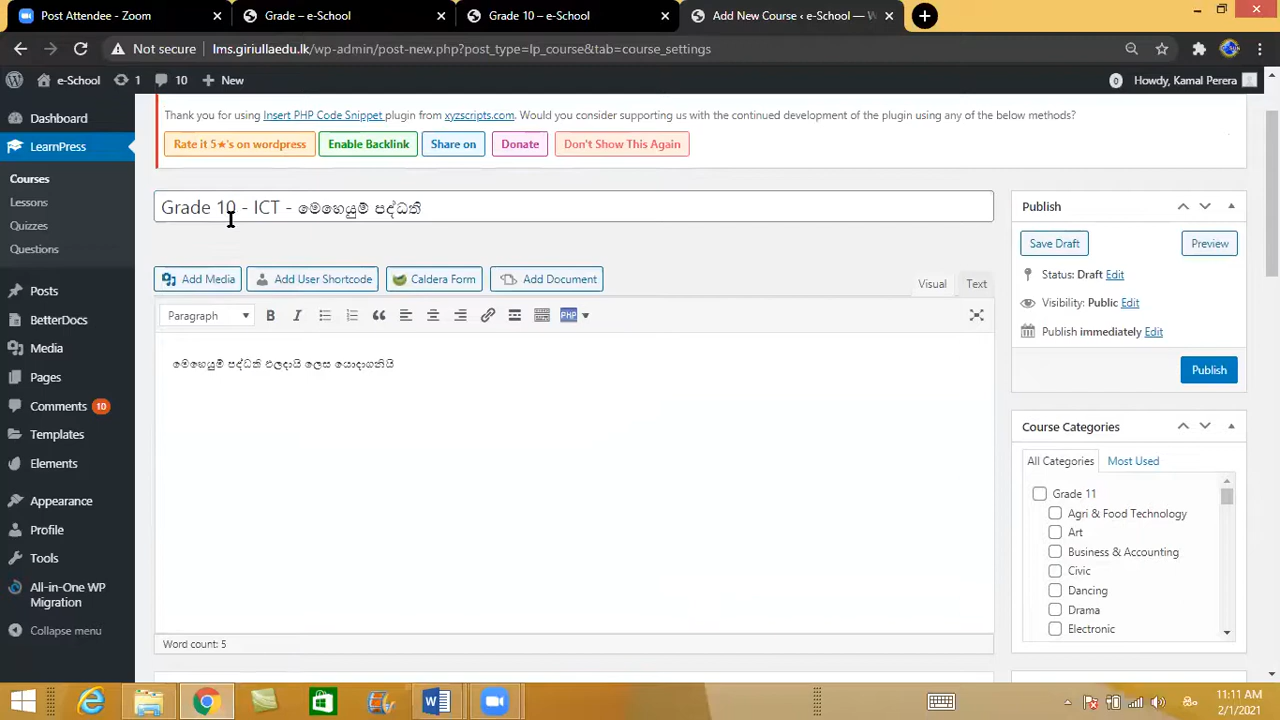 Post Attendee - Zoom
Grade – e-School
Grade 10 – e-School
Add New Course ‹ e-School — W
Not secure
lms.giriullaedu.lk/wp-admin/post-new.php?post_type=lp_course&tab=course_settings
e-School
1
10
New
0
Howdy, Kamal Perera
Dashboard
LearnPress
Courses
Lessons
Quizzes
Questions
Posts
BetterDocs
Media
Pages
Comments 10
Templates
Elements
Appearance
Profile
Tools
All-in-One WP
Migration
Collapse menu
Thank you for using Insert PHP Code Snippet plugin from xyzscripts.com. Would you consider supporting us with the continued development of the plugin using any of the below methods?
Rate it 5★'s on wordpress
Enable Backlink
Share on
Donate
Don't Show This Again
Grade 10 - ICT - මෙහෙයුම් පද්ධති
Add Media
Add User Shortcode
Caldera Form
Add Document
Visual
Text
Paragraph
B
I
PHP
මෙහෙයුම් පද්ධති ඵලදායි ලෙස යොදාගනියි
Word count: 5
Publish
Save Draft
Preview
Status: Draft Edit
Visibility: Public Edit
Publish immediately Edit
Publish
Course Categories
All Categories
Most Used
Grade 11
Agri & Food Technology
Art
Business & Accounting
Civic
Dancing
Drama
Electronic
11:11 AM
2/1/2021